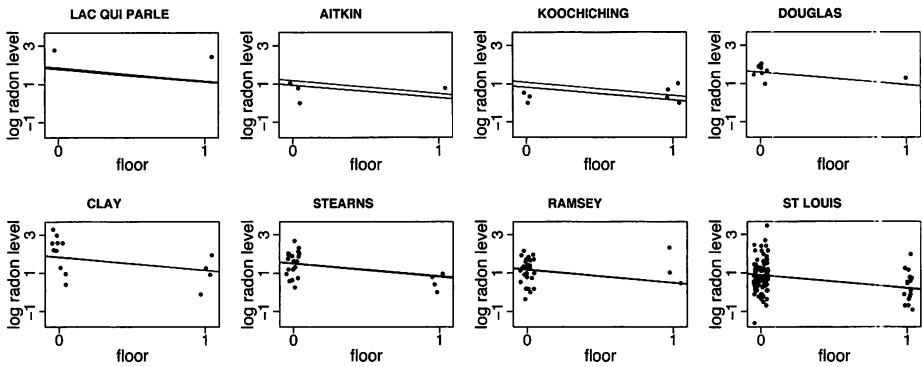 LAC QUI PARLE
AITKIN
KOOCHICHING
DOUGLAS
log radon level
3
1
-1
0
1
floor
log radon level
3
1
-1
0
1
floor
log radon level
3
1
-1
0
1
floor
log radon level
3
1
-1
0
1
floor
CLAY
STEARNS
RAMSEY
ST LOUIS
log radon level
3
1
-1
0
1
floor
log radon level
3
1
-1
0
1
floor
log radon level
3
1
-1
0
1
floor
log radon level
3
1
-1
0
1
floor